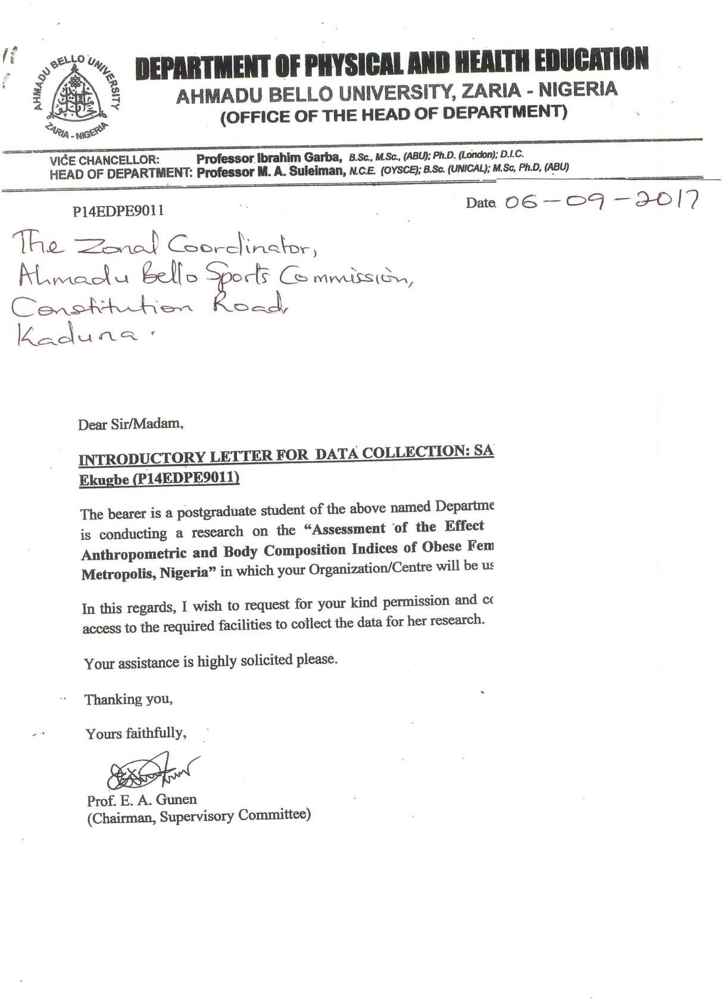 AHMADU BELLO UNIVERSITY
ZARIA - NIGERIA
DEPARTMENT OF PHYSICAL AND HEALTH EDUCATION
AHMADU BELLO UNIVERSITY, ZARIA - NIGERIA
(OFFICE OF THE HEAD OF DEPARTMENT)
VICE CHANCELLOR: Professor Ibrahim Garba, B.Sc., M.Sc., (ABU); Ph.D. (London); D.I.C.
HEAD OF DEPARTMENT: Professor M. A. Suleiman, N.C.E. (OYSCE); B.Sc. (UNICAL); M.Sc, Ph.D, (ABU)
P14EDPE9011
Date 06-09-2017
The Zonal Coordinator,
Ahmadu Bello Sports Commission,
Constitution Road,
Kaduna.
Dear Sir/Madam,
INTRODUCTORY LETTER FOR DATA COLLECTION: SA
Ekugbe (P14EDPE9011)
The bearer is a postgraduate student of the above named Departme
is conducting a research on the “Assessment of the Effect
Anthropometric and Body Composition Indices of Obese Fem
Metropolis, Nigeria” in which your Organization/Centre will be us
In this regards, I wish to request for your kind permission and co
access to the required facilities to collect the data for her research.
Your assistance is highly solicited please.
Thanking you,
Yours faithfully,
Prof. E. A. Gunen
(Chairman, Supervisory Committee)